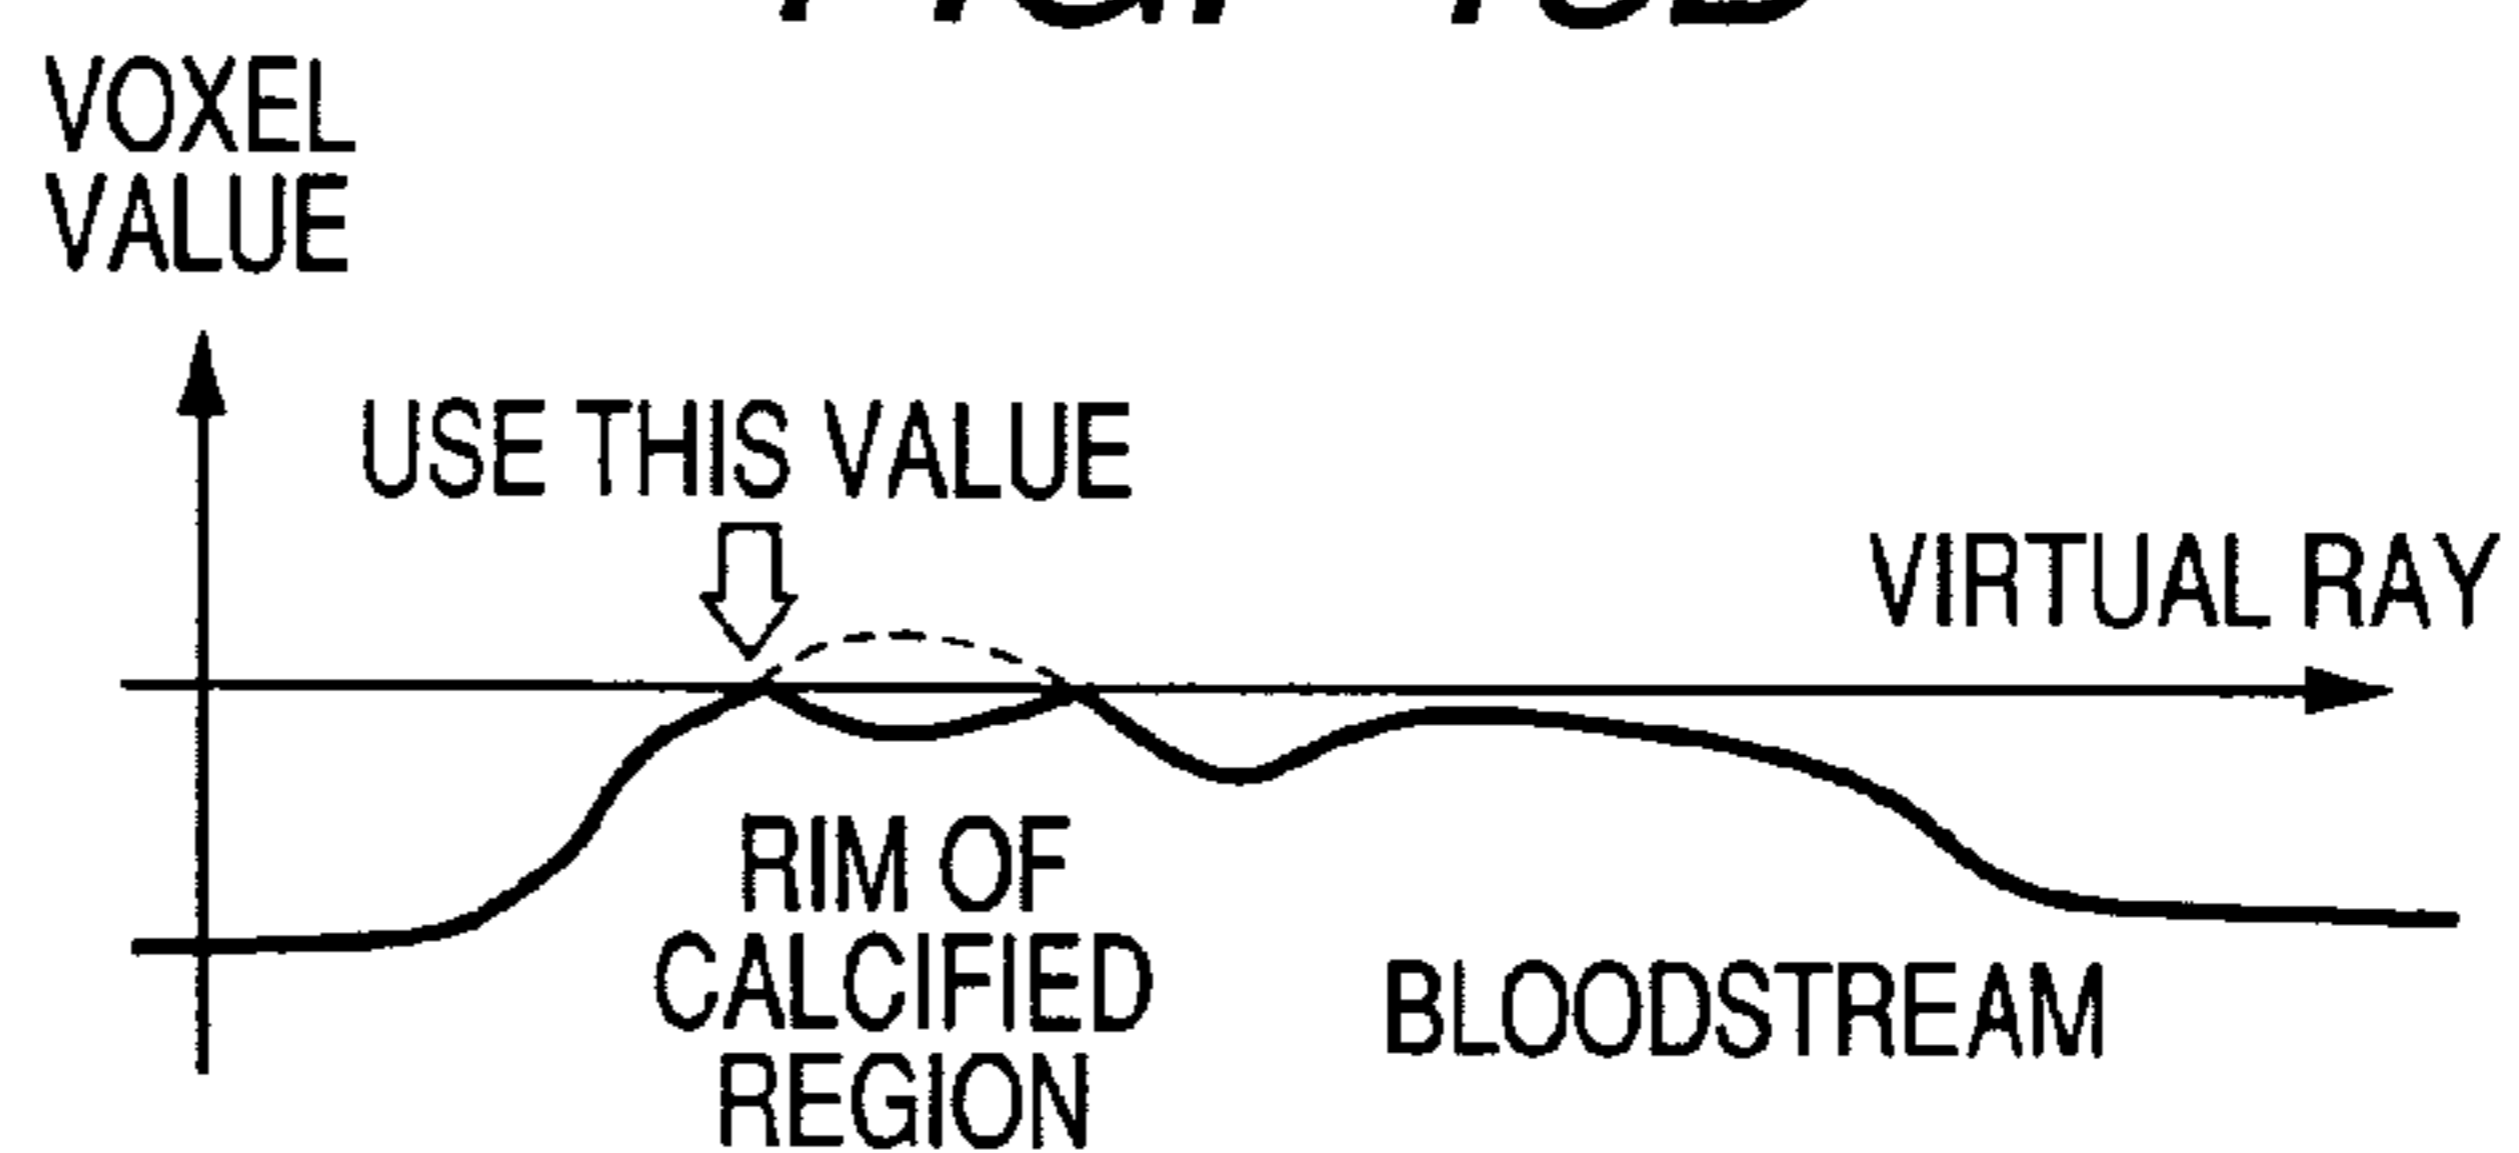 VOXEL
VALUE
USE THIS VALUE
VIRTUAL RAY
RIM OF
CALCIFIED
REGION
BLOODSTREAM